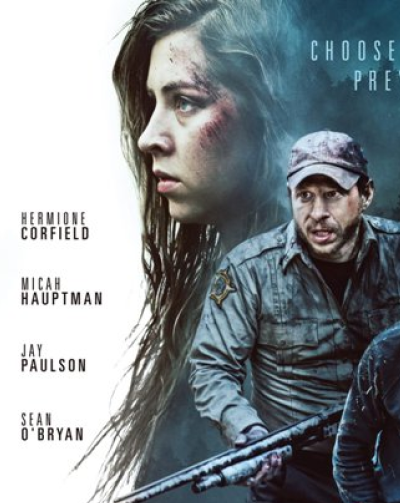 CHOOSE
PRE
HERMIONE
CORFIELD
MICAH
HAUPTMAN
JAY
PAULSON
SEAN
O'BRYAN